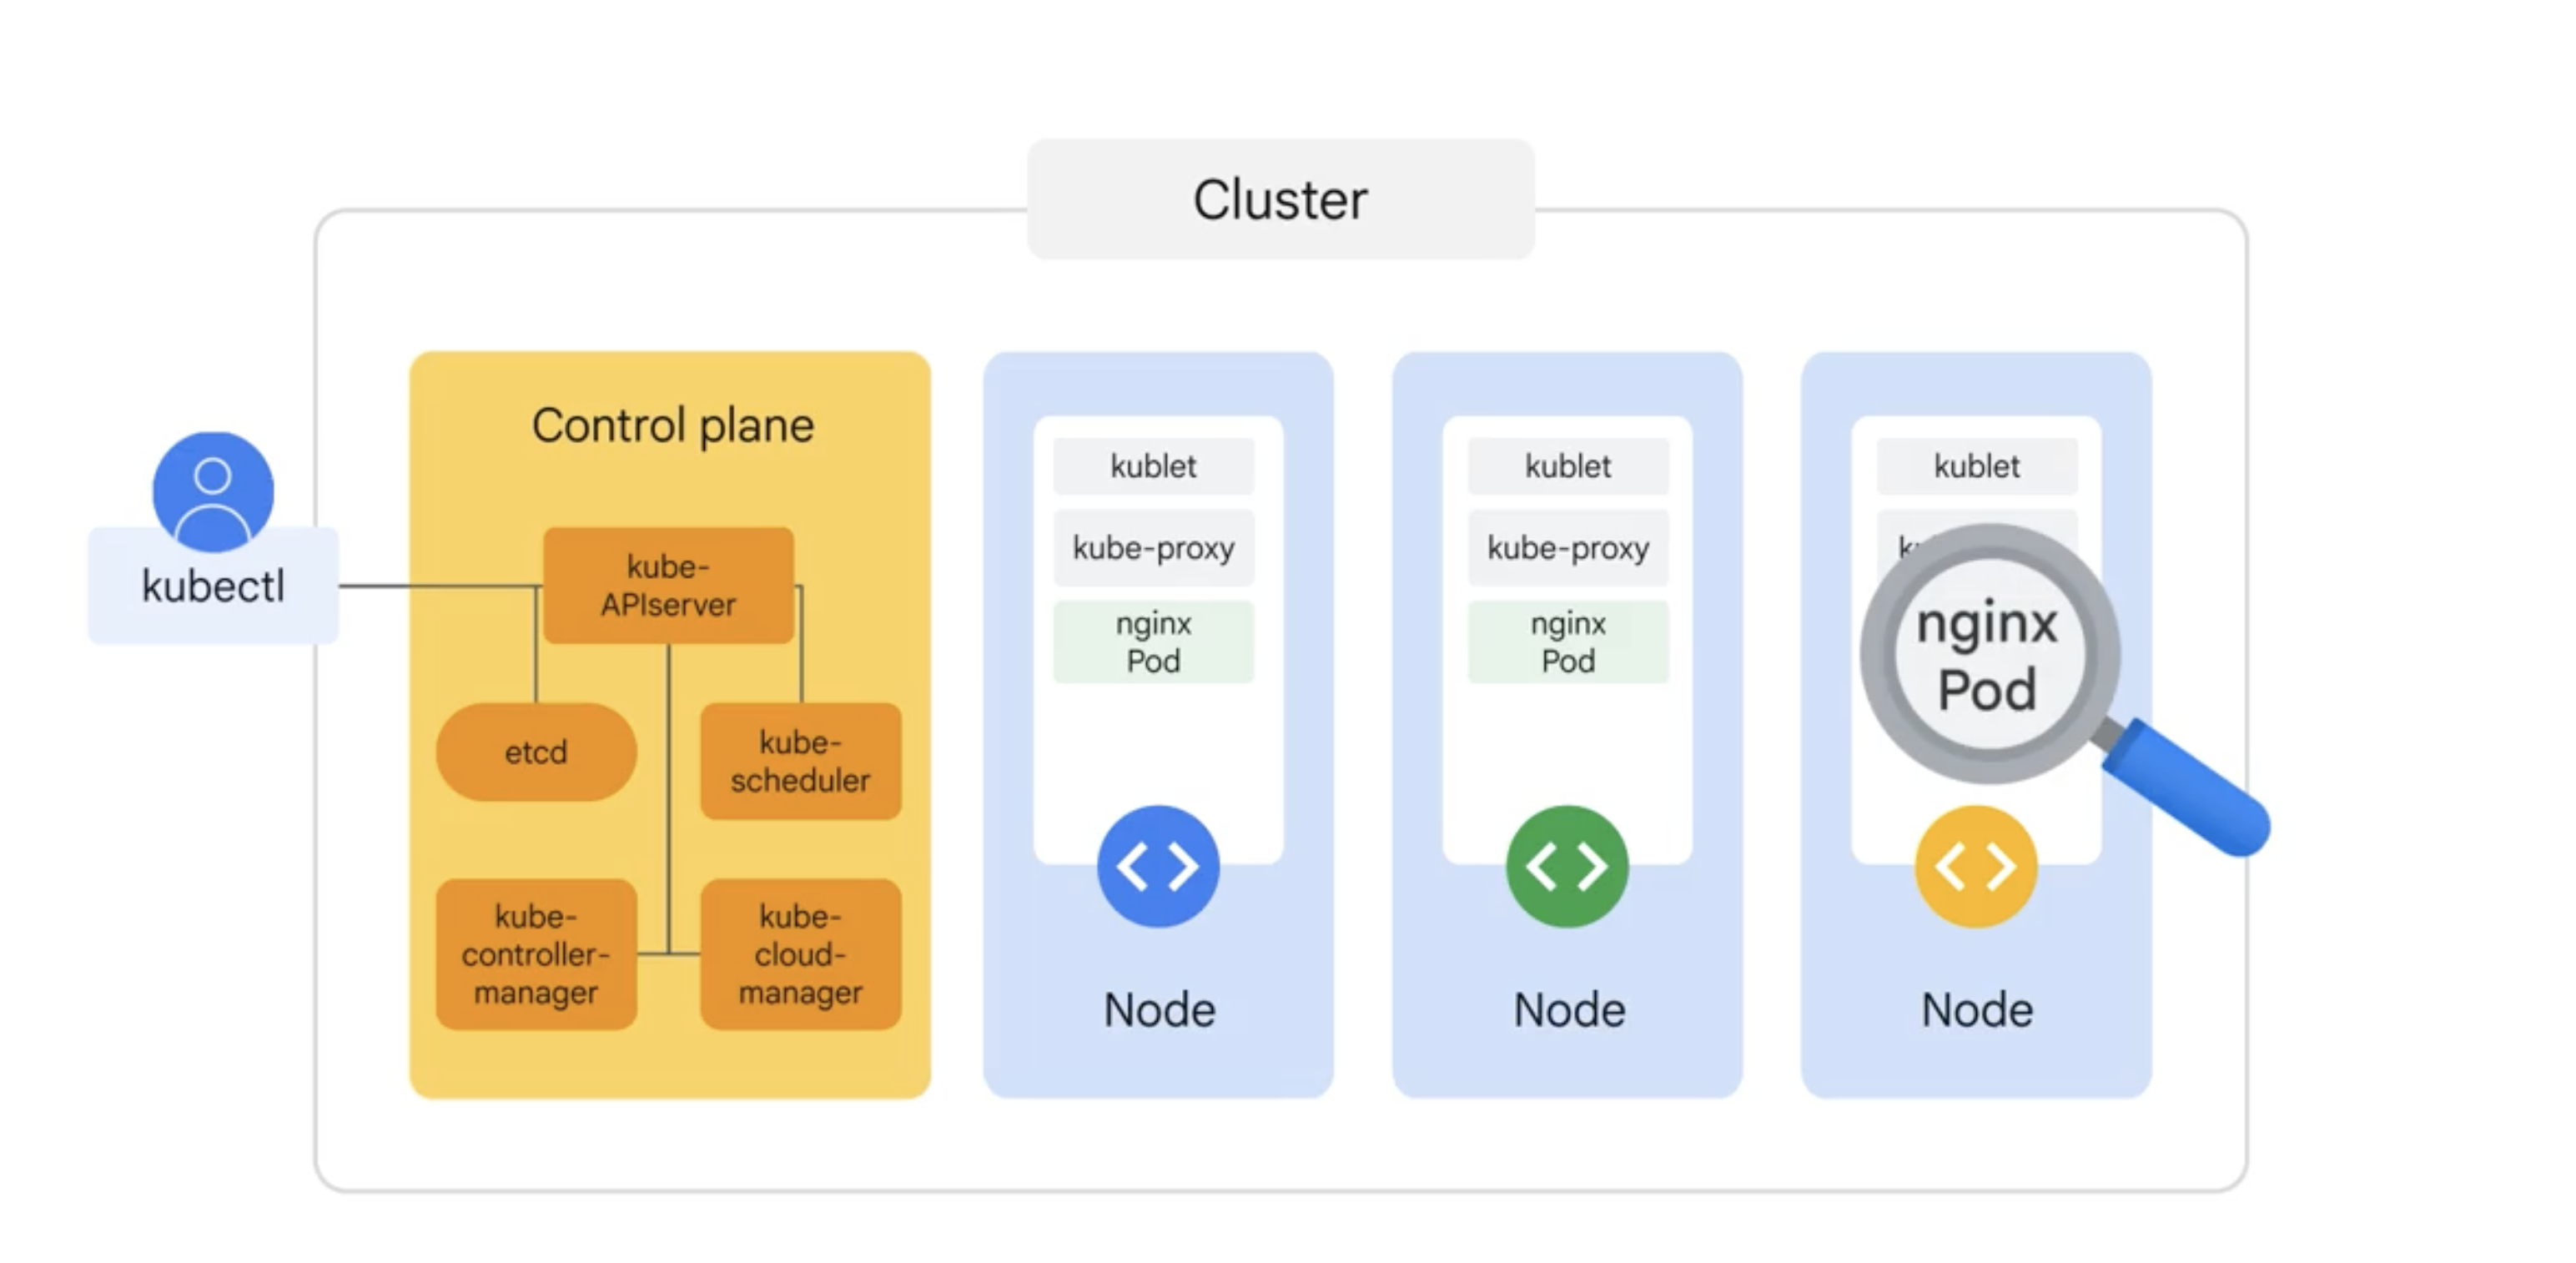 Cluster
Control plane
kubectl
kube-
APIserver
etcd
kube-
scheduler
kube-
controller-
manager
kube-
cloud-
manager
kublet
kube-proxy
nginx
Pod
Node
kublet
kube-proxy
nginx
Pod
Node
kublet
nginx
Pod
Node